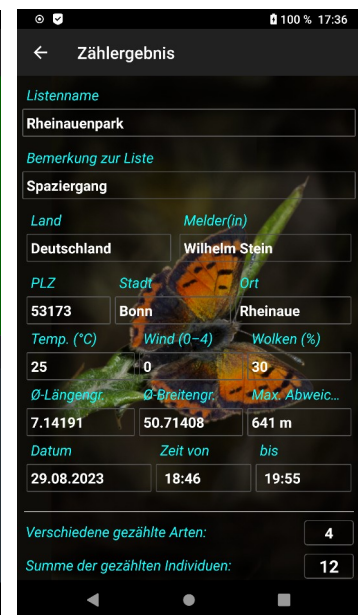 100 % 17:36
Zählergebnis
Listenname
Rheinauenpark
Bemerkung zur Liste
Spaziergang
Land Melder(in)
Deutschland Wilhelm Stein
PLZ Stadt Ort
53173 Bonn Rheinaue
Temp. (°C) Wind (0–4) Wolken (%)
25 0 30
Ø-Längengr. Ø-Breitengr. Max. Abweic...
7.14191 50.71408 641 m
Datum Zeit von bis
29.08.2023 18:46 19:55
Verschiedene gezählte Arten: 4
Summe der gezählten Individuen: 12